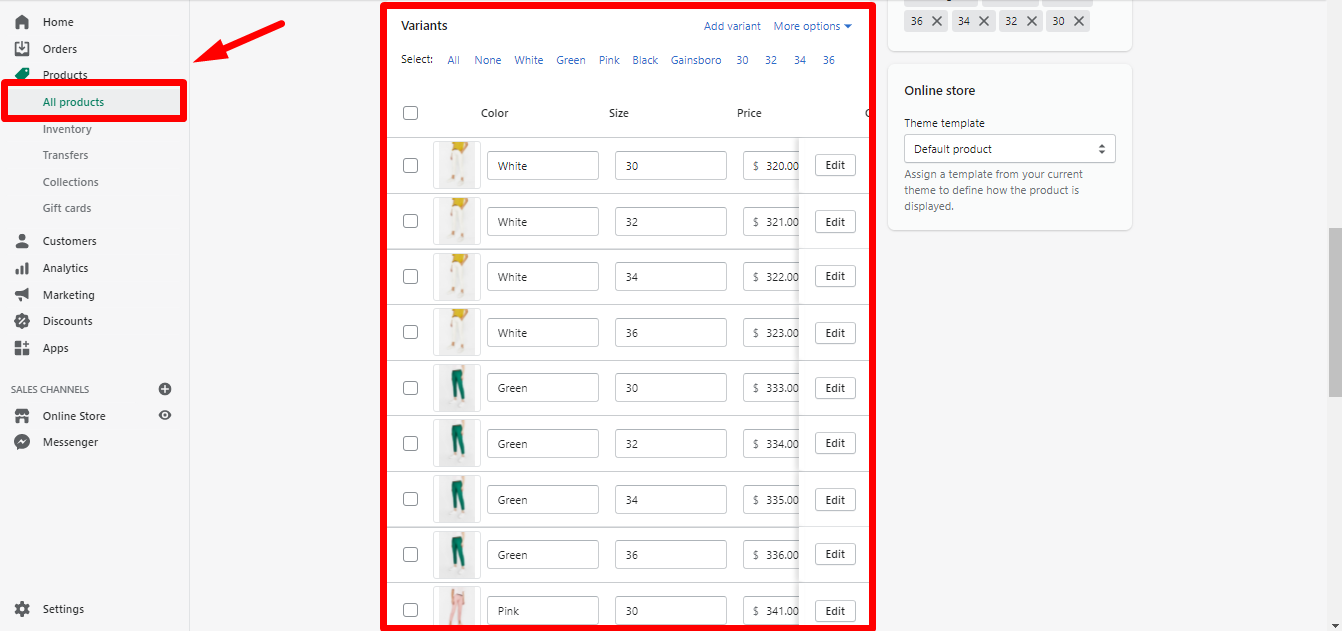 Home
Orders
Products
All products
Inventory
Transfers
Collections
Gift cards
Customers
Analytics
Marketing
Discounts
Apps
SALES CHANNELS
Online Store
Messenger
Settings
Variants Add variant More options
Select: All None White Green Pink Black Gainsboro 30 32 34 36
Color Size Price
White 30 $ 320.00 Edit
White 32 $ 321.00 Edit
White 34 $ 322.00 Edit
White 36 $ 323.00 Edit
Green 30 $ 333.00 Edit
Green 32 $ 334.00 Edit
Green 34 $ 335.00 Edit
Green 36 $ 336.00 Edit
Pink 30 $ 341.00 Edit
36 34 32 30
Online store
Theme template
Default product
Assign a template from your current
theme to define how the product is
displayed.